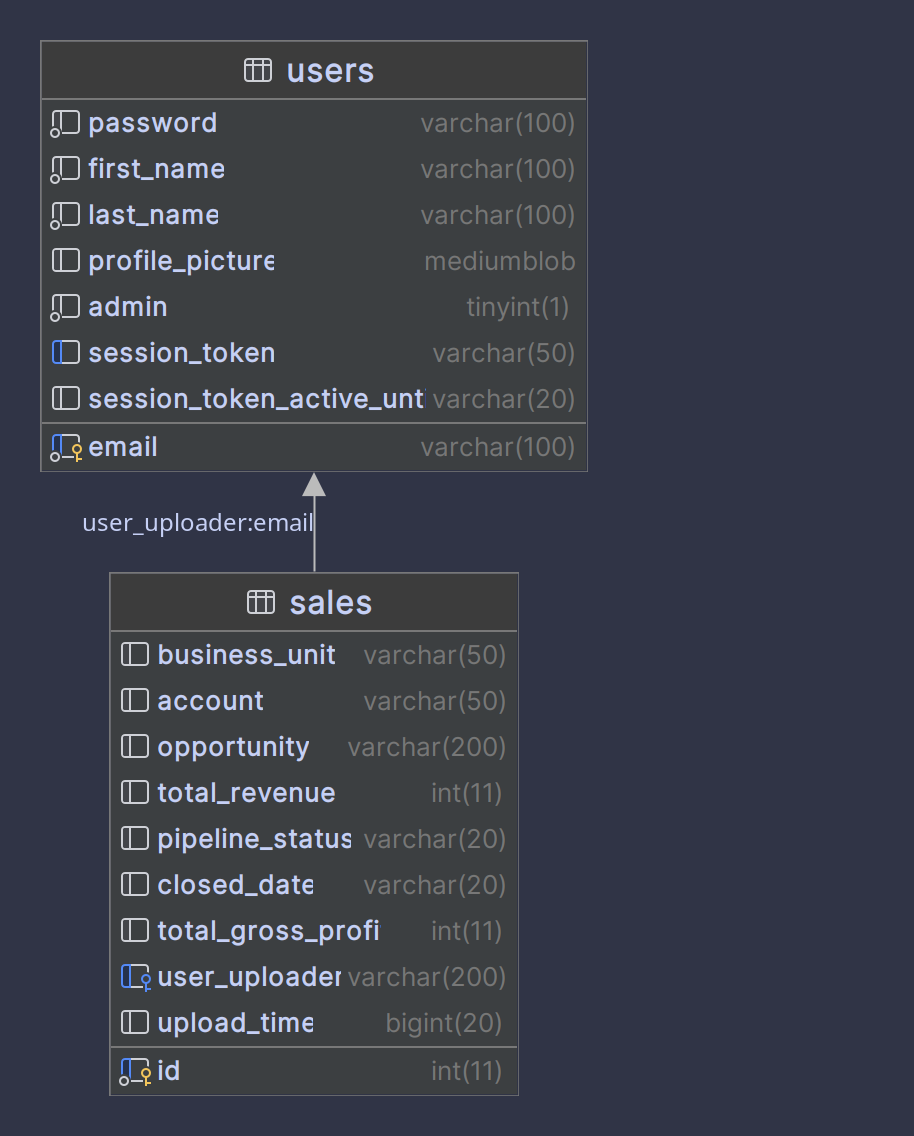 users
password varchar(100)
first_name varchar(100)
last_name varchar(100)
profile_picture mediumblob
admin tinyint(1)
session_token varchar(50)
session_token_active_unt varchar(20)
email varchar(100)
user_uploader:email
sales
business_unit varchar(50)
account varchar(50)
opportunity varchar(200)
total_revenue int(11)
pipeline_status varchar(20)
closed_date varchar(20)
total_gross_profi int(11)
user_uploader varchar(200)
upload_time bigint(20)
id int(11)